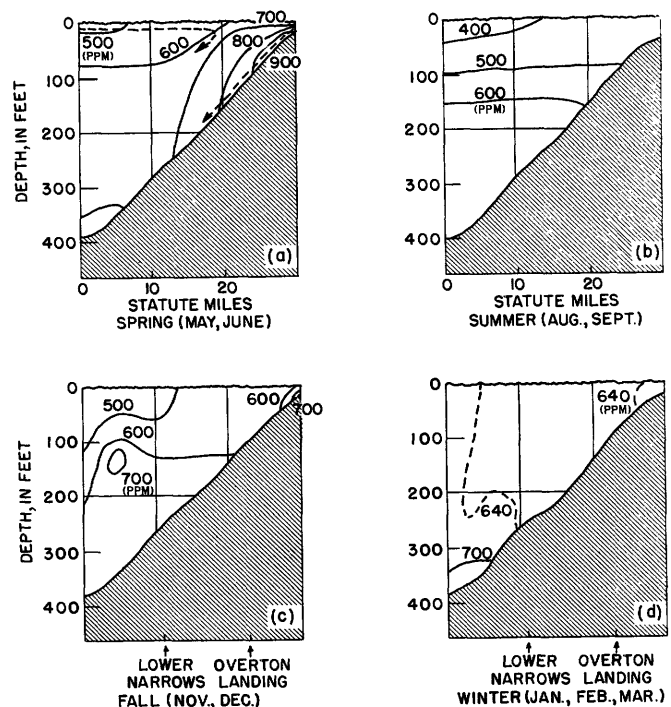 0
100
200
300
400
DEPTH, IN FEET
500
(PPM)
600
700
800
900
(a)
0 10 20
STATUTE MILES
SPRING (MAY, JUNE)
0
100
200
300
400
400
500
600
(PPM)
(b)
0 10 20
STATUTE MILES
SUMMER (AUG., SEPT.)
0
100
200
300
400
DEPTH, IN FEET
500
600
700
(PPM)
600
700
(c)
LOWER OVERTON
NARROWS LANDING
FALL (NOV., DEC.)
0
100
200
300
400
640
(PPM)
640
700
(d)
LOWER OVERTON
NARROWS LANDING
WINTER (JAN., FEB., MAR.)